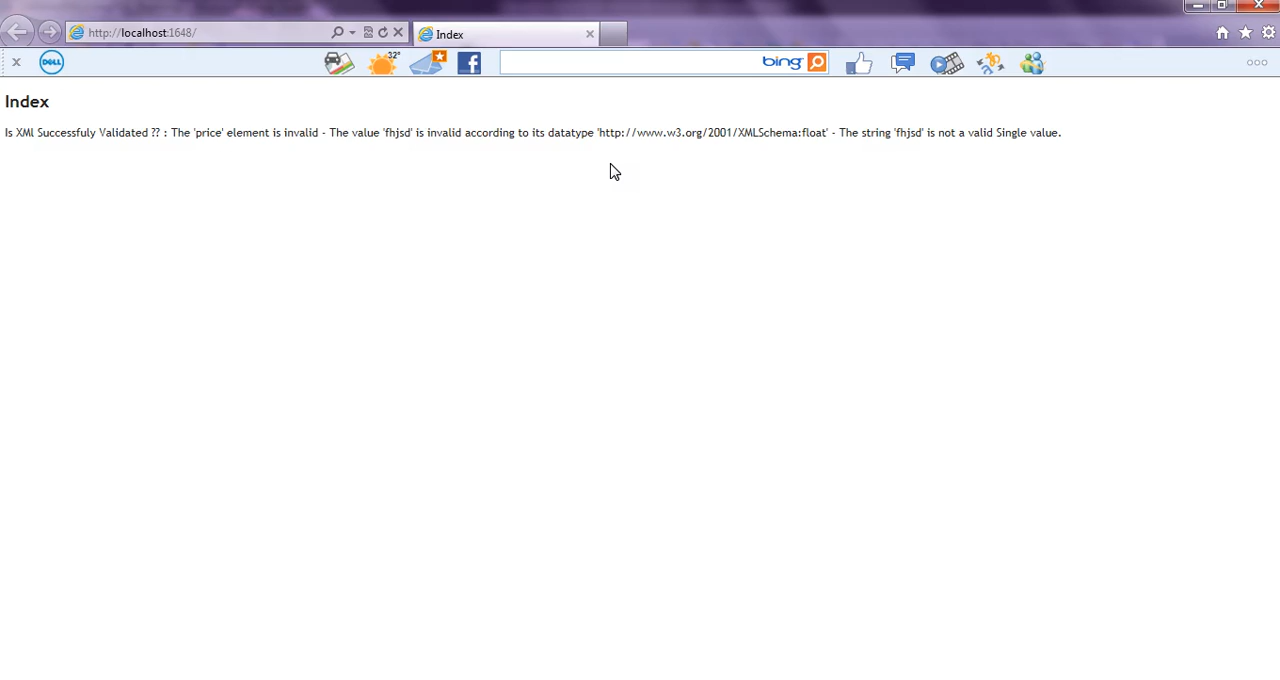 http://localhost:1648/
Index
DELL
32°
bing
Index
Is XMl Successfuly Validated ?? : The 'price' element is invalid - The value 'fhjsd' is invalid according to its datatype 'http://www.w3.org/2001/XMLSchema:float' - The string 'fhjsd' is not a valid Single value.